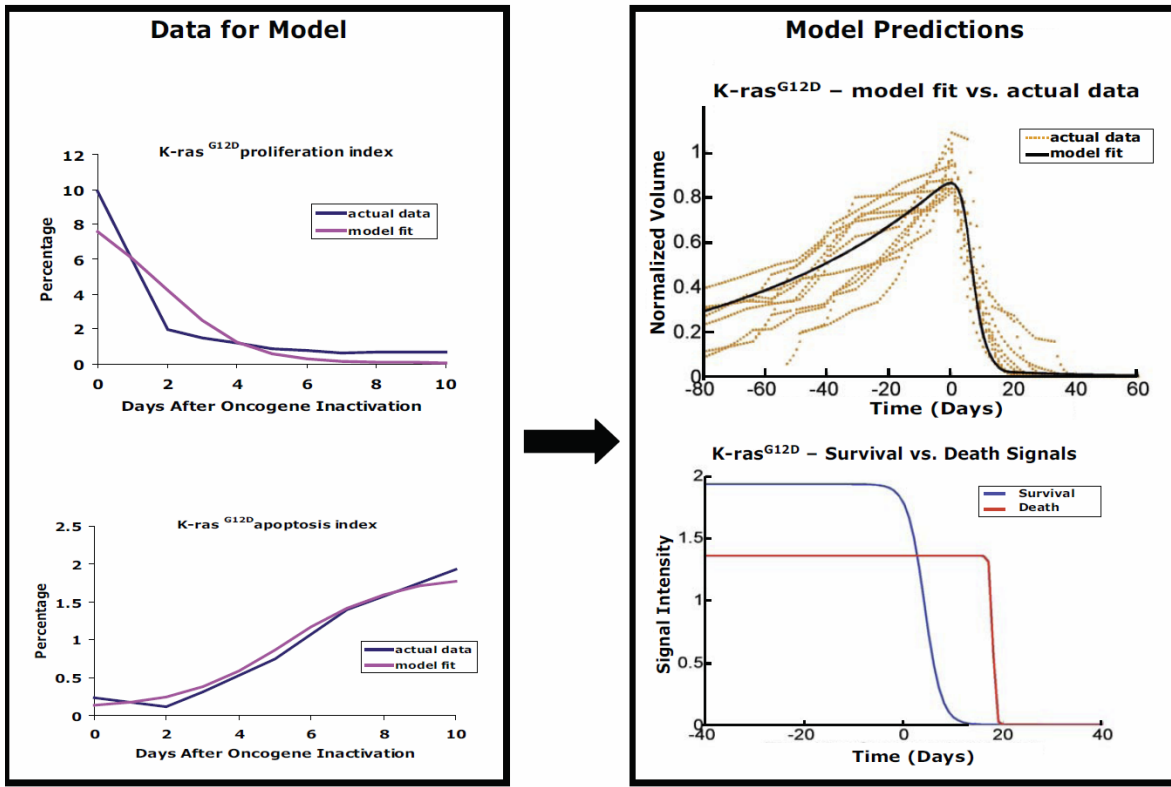 Data for Model
K-ras G12D proliferation index
12
10
8
6
4
2
0
Percentage
actual data
model fit
0 2 4 6 8 10
Days After Oncogene Inactivation
K-ras G12D apoptosis index
2.5
2
1.5
1
0.5
0
Percentage
actual data
model fit
0 2 4 6 8 10
Days After Oncogene Inactivation
Model Predictions
K-rasG12D – model fit vs. actual data
1
0.8
0.6
0.4
0.2
0
Normalized Volume
actual data
model fit
-80 -60 -40 -20 0 20 40 60
Time (Days)
K-rasG12D – Survival vs. Death Signals
2
1.5
1
0.5
0
Signal Intensity
Survival
Death
-40 -20 0 20 40
Time (Days)